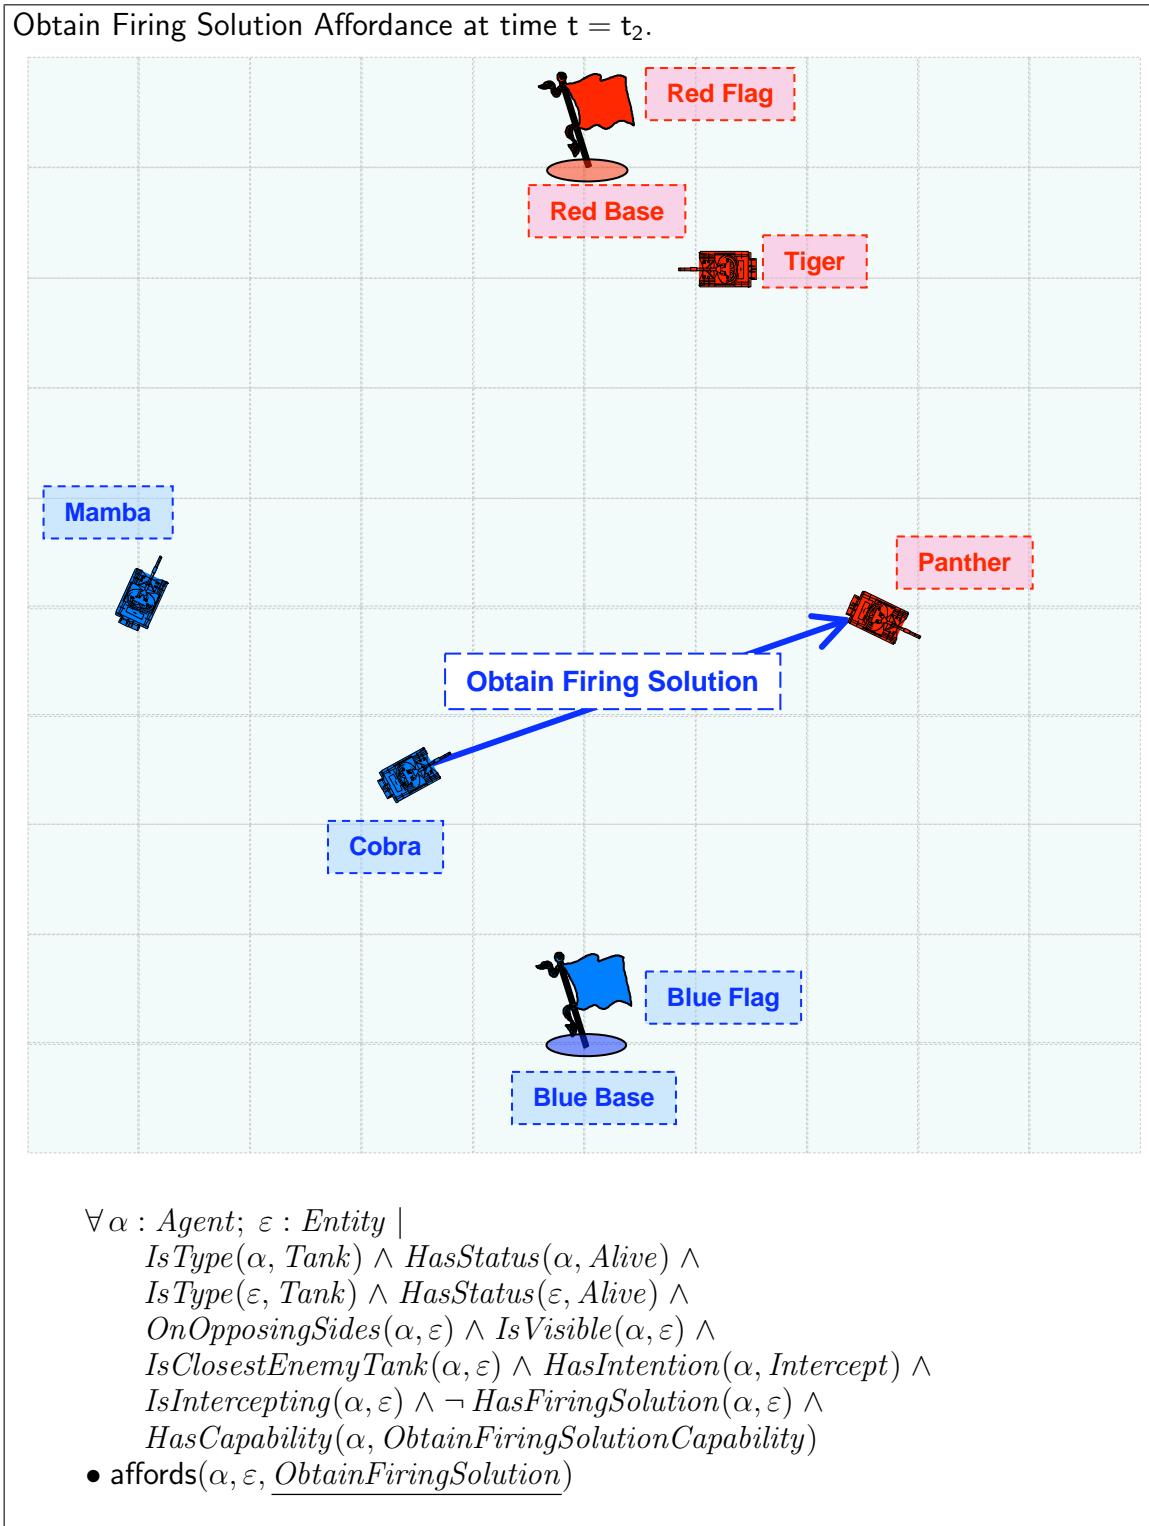 Obtain Firing Solution Affordance at time t = t₂.
Red Flag
Red Base
Tiger
Mamba
Panther
Obtain Firing Solution
Cobra
Blue Flag
Blue Base
∀ α : Agent; ε : Entity |
IsType(α, Tank) ∧ HasStatus(α, Alive) ∧
IsType(ε, Tank) ∧ HasStatus(ε, Alive) ∧
OnOpposingSides(α, ε) ∧ IsVisible(α, ε) ∧
IsClosestEnemyTank(α, ε) ∧ HasIntention(α, Intercept) ∧
IsIntercepting(α, ε) ∧ ¬ HasFiringSolution(α, ε) ∧
HasCapability(α, ObtainFiringSolutionCapability)
• affords(α, ε, ObtainFiringSolution)